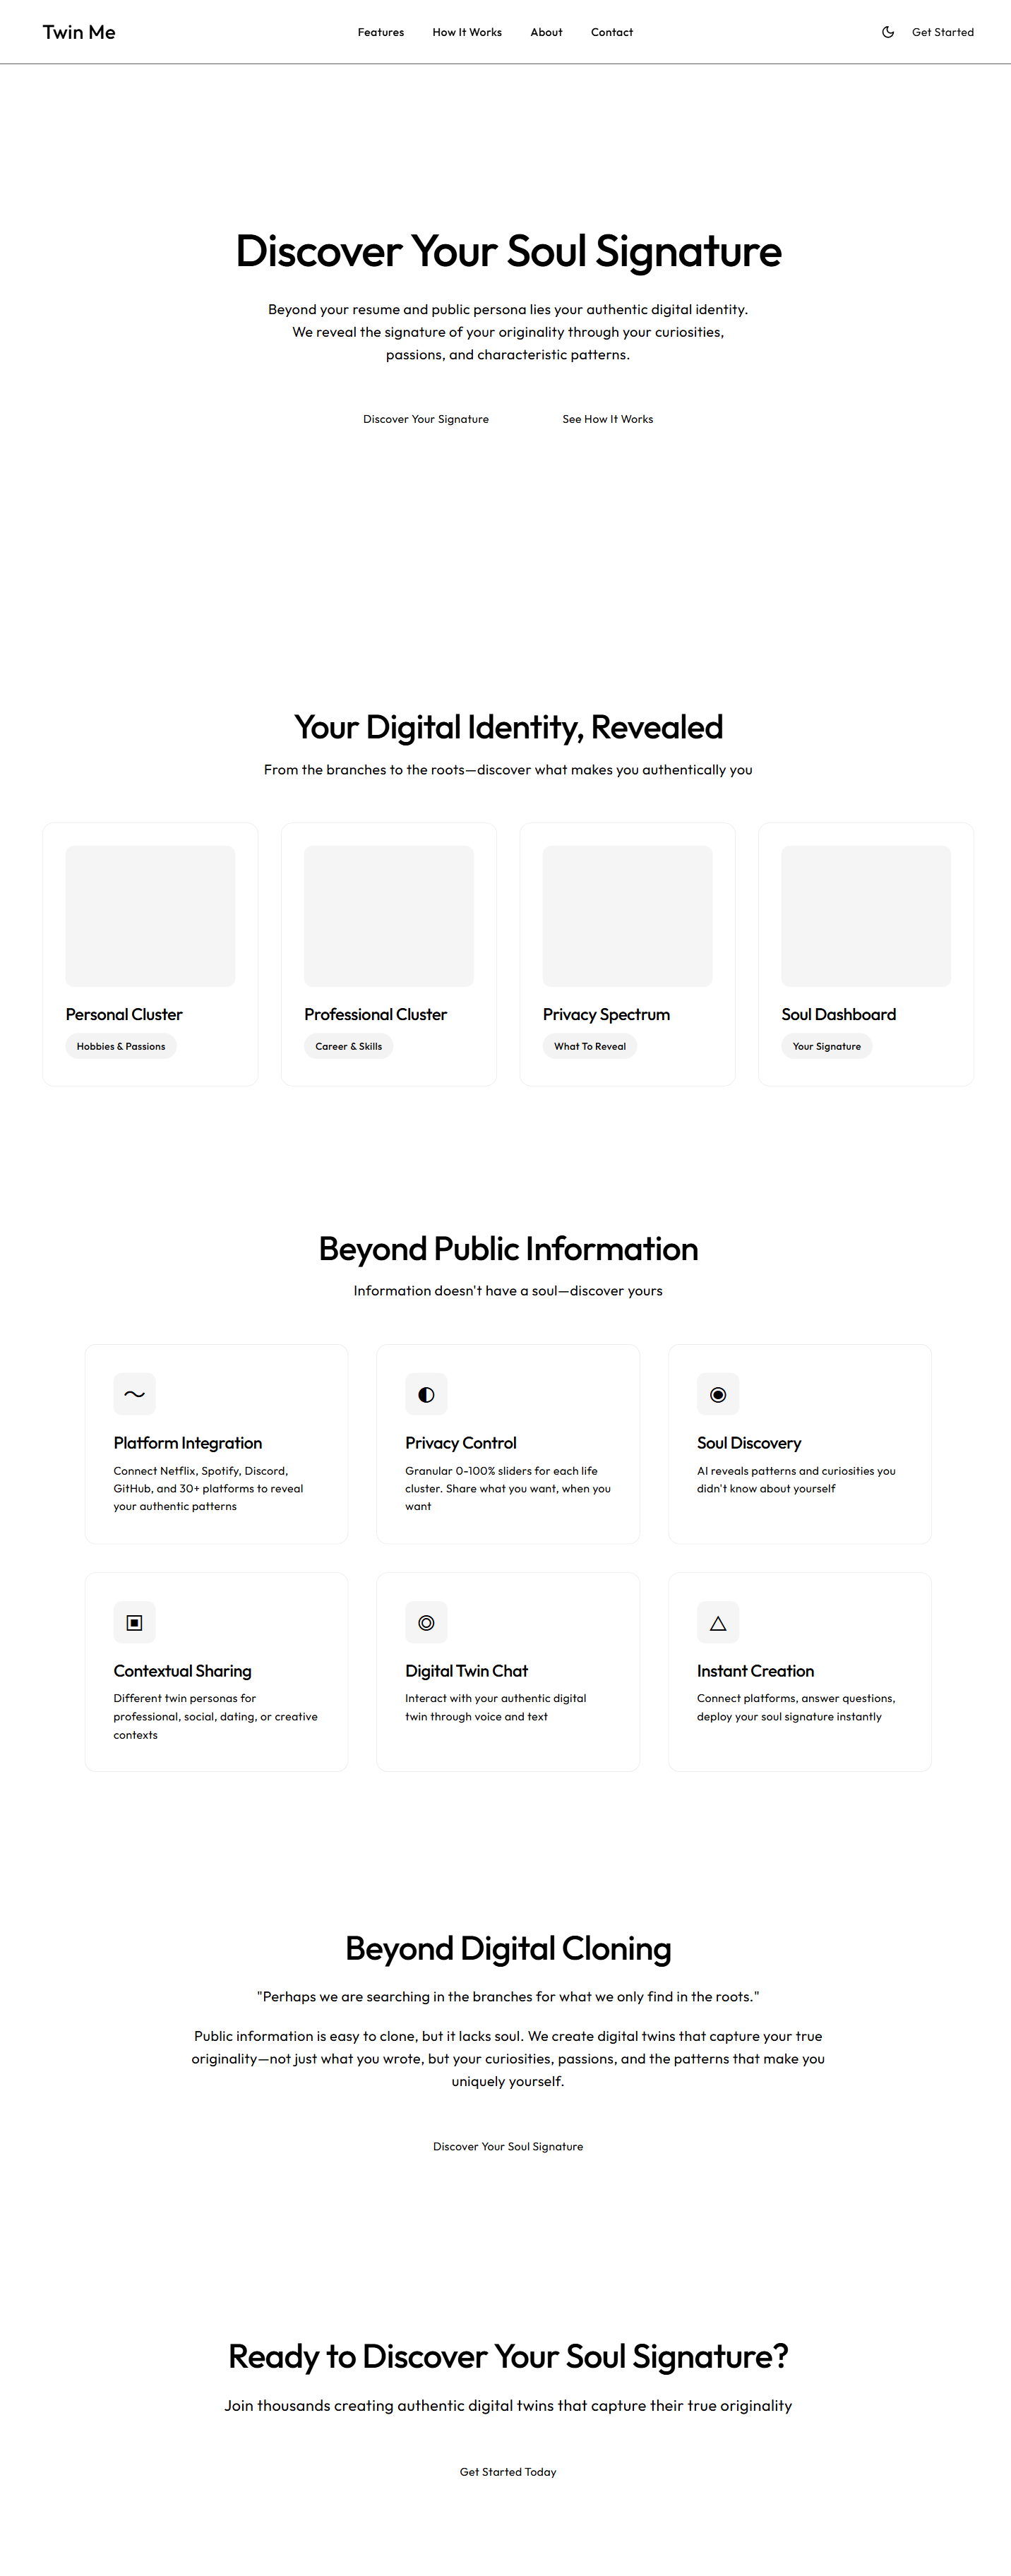 Twin Me
Features
How It Works
About
Contact
Get Started
Discover Your Soul Signature
Beyond your resume and public persona lies your authentic digital identity.
We reveal the signature of your originality through your curiosities,
passions, and characteristic patterns.
Discover Your Signature
See How It Works
Your Digital Identity, Revealed
From the branches to the roots—discover what makes you authentically you
Personal Cluster
Hobbies & Passions
Professional Cluster
Career & Skills
Privacy Spectrum
What To Reveal
Soul Dashboard
Your Signature
Beyond Public Information
Information doesn't have a soul—discover yours
Platform Integration
Connect Netflix, Spotify, Discord,
GitHub, and 30+ platforms to reveal
your authentic patterns
Privacy Control
Granular 0-100% sliders for each life
cluster. Share what you want, when you
want
Soul Discovery
AI reveals patterns and curiosities you
didn't know about yourself
Contextual Sharing
Different twin personas for
professional, social, dating, or creative
contexts
Digital Twin Chat
Interact with your authentic digital
twin through voice and text
Instant Creation
Connect platforms, answer questions,
deploy your soul signature instantly
Beyond Digital Cloning
"Perhaps we are searching in the branches for what we only find in the roots."
Public information is easy to clone, but it lacks soul. We create digital twins that capture your true
originality—not just what you wrote, but your curiosities, passions, and the patterns that make you
uniquely yourself.
Discover Your Soul Signature
Ready to Discover Your Soul Signature?
Join thousands creating authentic digital twins that capture their true originality
Get Started Today